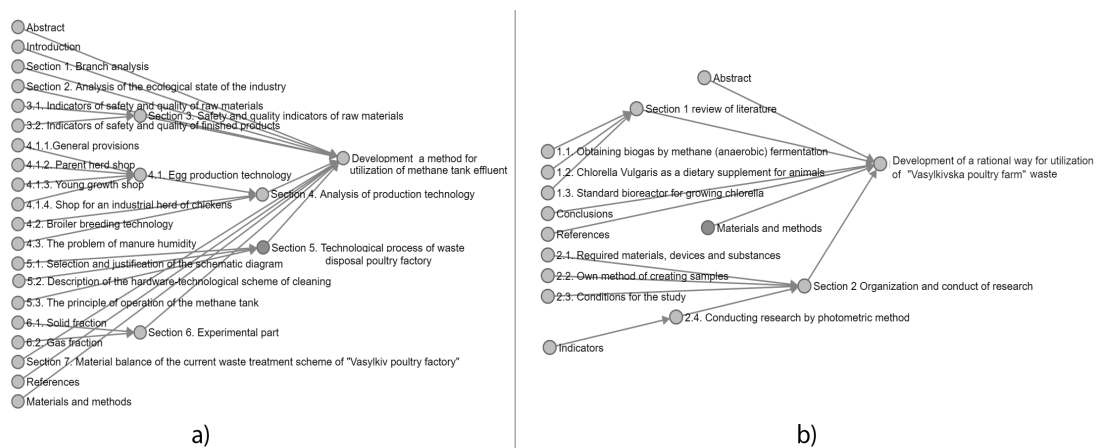 Abstract
Introduction
Section 1. Branch analysis
Section 2. Analysis of the ecological state of the industry
3.1. Indicators of safety and quality of raw materials
Section 3. Safety and quality indicators of raw materials
3.2. Indicators of safety and quality of finished products
4.1.1.General provisions
4.1.2. Parent herd shop
4.1. Egg production technology
4.1.3. Young growth shop
4.1.4. Shop for an industrial herd of chickens
Section 4. Analysis of production technology
4.2. Broiler breeding technology
4.3. The problem of manure humidity
Section 5. Technological process of waste
disposal poultry factory
5.1. Selection and justification of the schematic diagram
5.2. Description of the hardware-technological scheme of cleaning
5.3. The principle of operation of the methane tank
6.1. Solid fraction
Section 6. Experimental part
6.2. Gas fraction
Section 7. Material balance of the current waste treatment scheme of "Vasylkiv poultry factory"
References
Materials and methods
Development a method for
utilization of methane tank effluent
a)
Abstract
Section 1 review of literature
1.1. Obtaining biogas by methane (anaerobic) fermentation
1.2. Chlorella Vulgaris as a dietary supplement for animals
1.3. Standard bioreactor for growing chlorella
Conclusions
References
Materials and methods
2.1. Required materials, devices and substances
2.2. Own method of creating samples
2.3. Conditions for the study
Section 2 Organization and conduct of research
2.4. Conducting research by photometric method
Indicators
Development of a rational way for utilization
of "Vasylkivska poultry farm" waste
b)